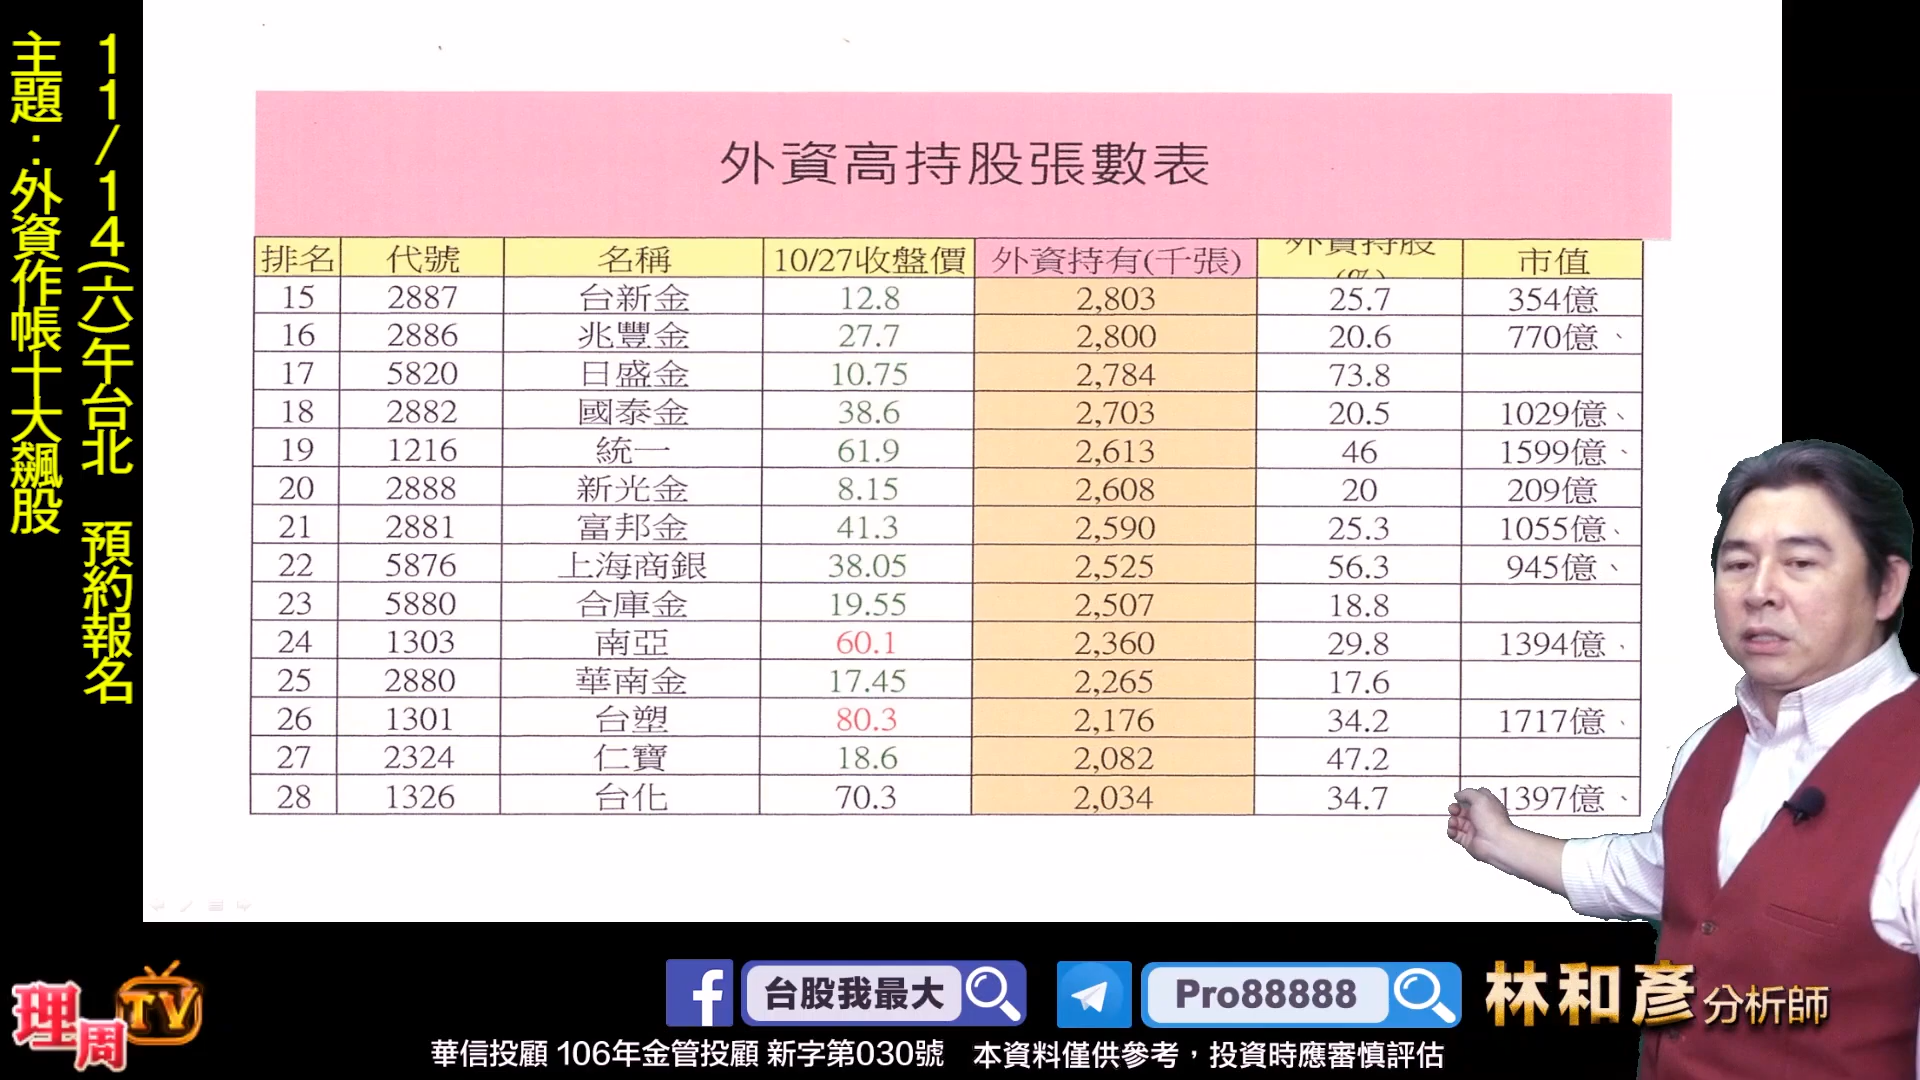 11/14(六)午台北 預約報名
主題：外資作帳十大飆股
外資高持股張數表
排名 代號 名稱 10/27收盤價 外資持有(千張) 外資持股(%) 市值
15 2887 台新金 12.8 2,803 25.7 354億
16 2886 兆豐金 27.7 2,800 20.6 770億、
17 5820 日盛金 10.75 2,784 73.8
18 2882 國泰金 38.6 2,703 20.5 1029億、
19 1216 統一 61.9 2,613 46 1599億、
20 2888 新光金 8.15 2,608 20 209億
21 2881 富邦金 41.3 2,590 25.3 1055億、
22 5876 上海商銀 38.05 2,525 56.3 945億、
23 5880 合庫金 19.55 2,507 18.8
24 1303 南亞 60.1 2,360 29.8 1394億、
25 2880 華南金 17.45 2,265 17.6
26 1301 台塑 80.3 2,176 34.2 1717億、
27 2324 仁寶 18.6 2,082 47.2
28 1326 台化 70.3 2,034 34.7 1397億、
理周TV
f 台股我最大 Pro88888 林和彥 分析師
華信投顧 106年金管投顧 新字第030號 本資料僅供參考，投資時應審慎評估